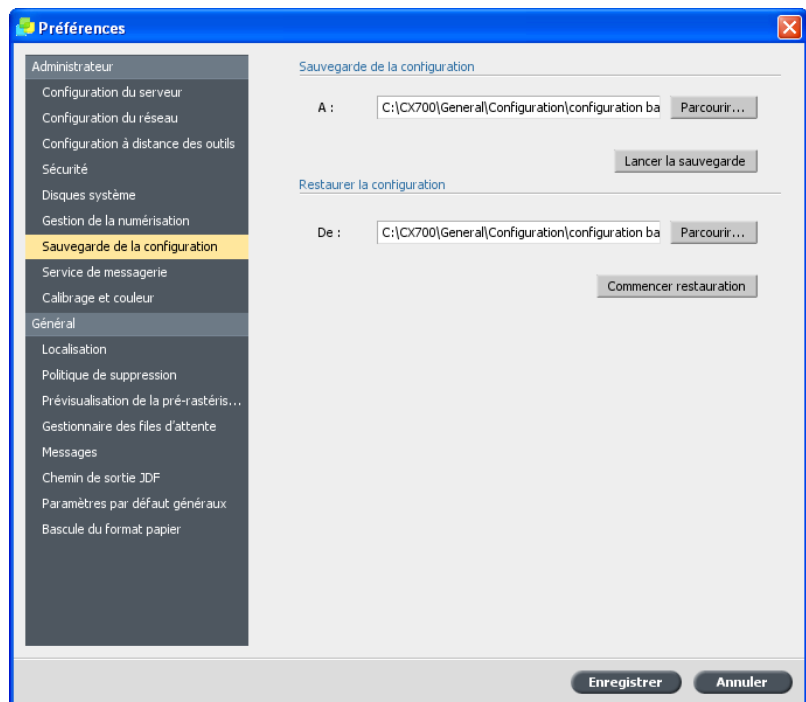 Préférences
Administrateur
Configuration du serveur
Configuration du réseau
Configuration à distance des outils
Sécurité
Disques système
Gestion de la numérisation
Sauvegarde de la configuration
Service de messagerie
Calibrage et couleur
Général
Localisation
Politique de suppression
Prévisualisation de la pré-rastéris...
Gestionnaire des files d'attente
Messages
Chemin de sortie JDF
Paramètres par défaut généraux
Bascule du format papier
Sauvegarde de la configuration
A : C:\CX700\General\Configuration\configuration ba Parcourir...
Lancer la sauvegarde
Restaurer la configuration
De : C:\CX700\General\Configuration\configuration ba Parcourir...
Commencer restauration
Enregistrer Annuler